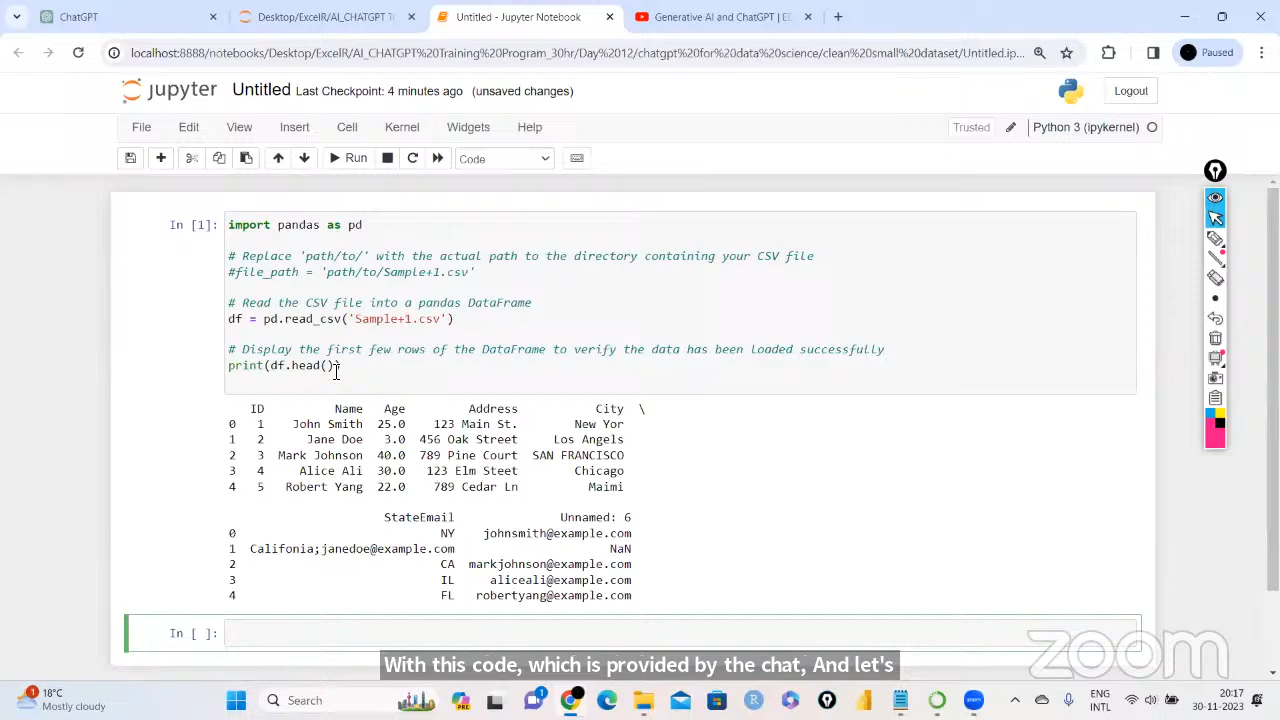 ChatGPT
Desktop/ExcelR/AI_CHATGPT Tr
Untitled - Jupyter Notebook
Generative AI and ChatGPT | EC
localhost:8888/notebooks/Desktop/ExcelR/AI_CHATGPT%20Training%20Program_30hr/Day%2012/chatgpt%20for%20data%20science/clean%20small%20dataset/Untitled.ip...
Paused
jupyter Untitled Last Checkpoint: 4 minutes ago (unsaved changes)
Logout
File Edit View Insert Cell Kernel Widgets Help
Trusted
Python 3 (ipykernel)
Run
Code
In [1]:
import pandas as pd
# Replace 'path/to/' with the actual path to the directory containing your CSV file
#file_path = 'path/to/Sample+1.csv'
# Read the CSV file into a pandas DataFrame
df = pd.read_csv('Sample+1.csv')
# Display the first few rows of the DataFrame to verify the data has been loaded successfully
print(df.head())
ID Name Age Address City \
0 1 John Smith 25.0 123 Main St. New Yor
1 2 Jane Doe 3.0 456 Oak Street Los Angels
2 3 Mark Johnson 40.0 789 Pine Court SAN FRANCISCO
3 4 Alice Ali 30.0 123 Elm Steet Chicago
4 5 Robert Yang 22.0 789 Cedar Ln Maimi
StateEmail Unnamed: 6
0 NY johnsmith@example.com
1 Califonia;janedoe@example.com NaN
2 CA markjohnson@example.com
3 IL aliceali@example.com
4 FL robertyang@example.com
In [ ]:
zoom
With this code, which is provided by the chat, And let's
18°C
Mostly cloudy
Search
ENG
INTL
20:17
30-11-2023